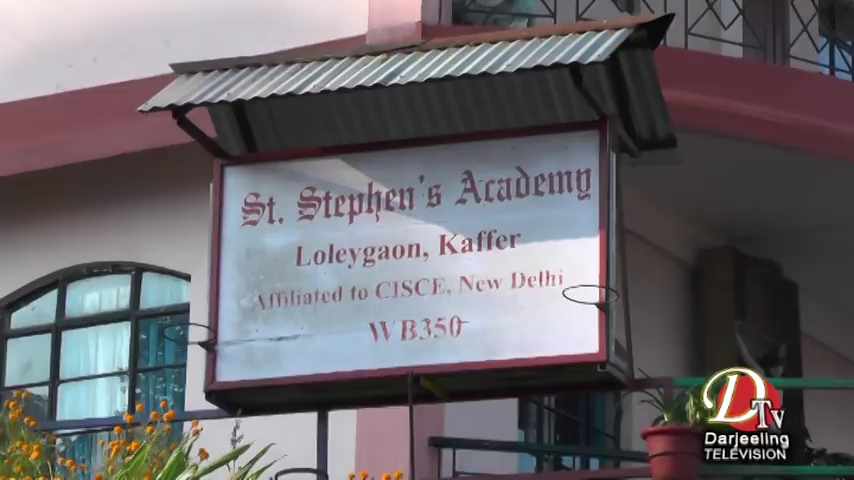 St. Stephen's Academy
Loleygaon, Kaffer
Affiliated to CISCE, New Delhi
WB350
DTV
Darjeeling
TELEVISION